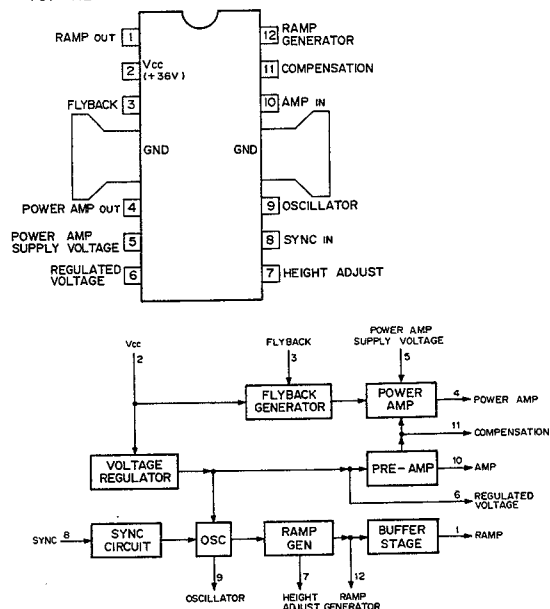 RAMP OUT 1
12 RAMP GENERATOR
2 Vcc (+36V)
11 COMPENSATION
FLYBACK 3
10 AMP IN
GND
GND
POWER AMP OUT 4
9 OSCILLATOR
POWER AMP SUPPLY VOLTAGE 5
8 SYNC IN
REGULATED VOLTAGE 6
7 HEIGHT ADJUST
Vcc
2
FLYBACK
3
POWER AMP
SUPPLY VOLTAGE
5
FLYBACK
GENERATOR
POWER
AMP
4
POWER AMP
11
COMPENSATION
VOLTAGE
REGULATOR
PRE-AMP
10
AMP
6
REGULATED
VOLTAGE
SYNC 8
SYNC
CIRCUIT
OSC
RAMP
GEN
BUFFER
STAGE
1
RAMP
9
OSCILLATOR
7
HEIGHT
ADJUST
12
RAMP
GENERATOR